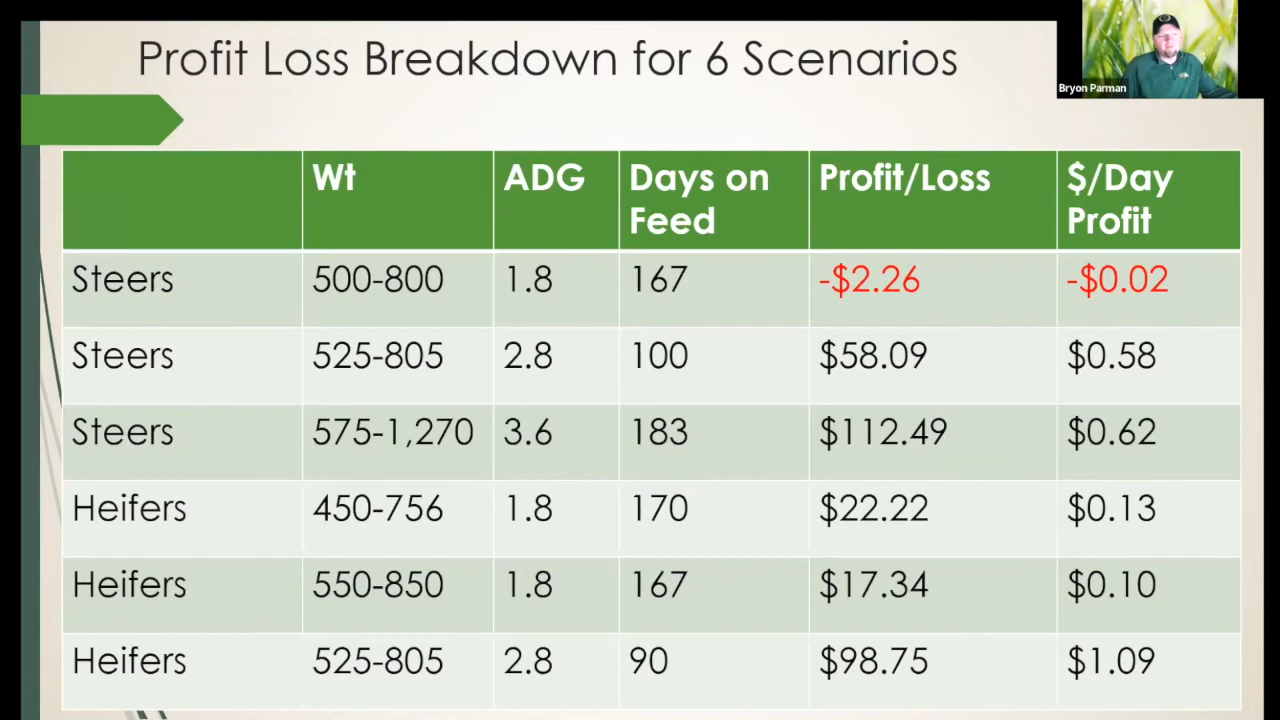 Profit Loss Breakdown for 6 Scenarios
Bryon Parman
Wt ADG Days on Feed Profit/Loss $/Day Profit
Steers 500-800 1.8 167 -$2.26 -$0.02
Steers 525-805 2.8 100 $58.09 $0.58
Steers 575-1,270 3.6 183 $112.49 $0.62
Heifers 450-756 1.8 170 $22.22 $0.13
Heifers 550-850 1.8 167 $17.34 $0.10
Heifers 525-805 2.8 90 $98.75 $1.09